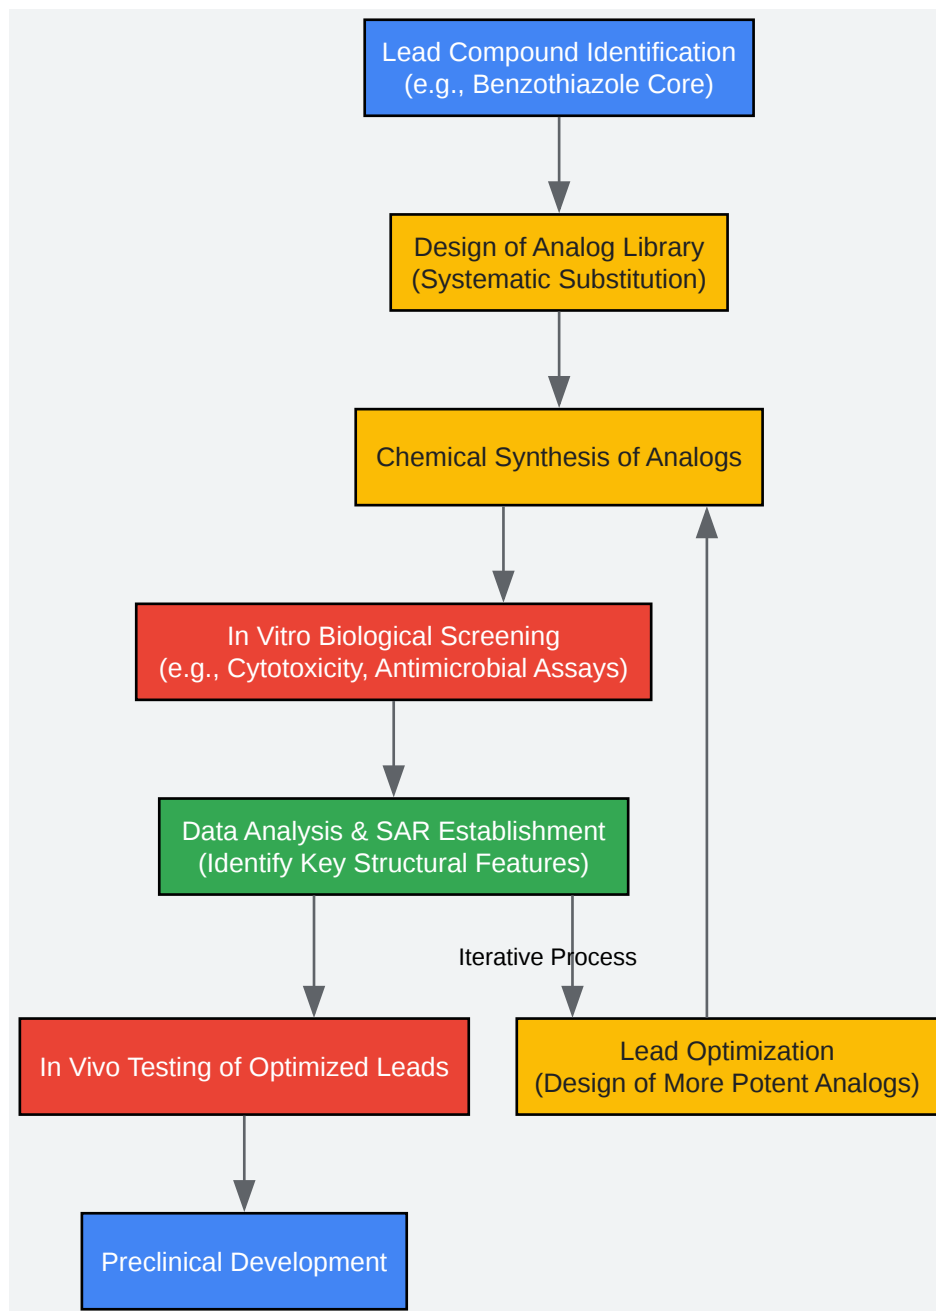 Lead Compound Identification
(e.g., Benzothiazole Core)
Design of Analog Library
(Systematic Substitution)
Chemical Synthesis of Analogs
In Vitro Biological Screening
(e.g., Cytotoxicity, Antimicrobial Assays)
Data Analysis & SAR Establishment
(Identify Key Structural Features)
Iterative Process
In Vivo Testing of Optimized Leads
Lead Optimization
(Design of More Potent Analogs)
Preclinical Development